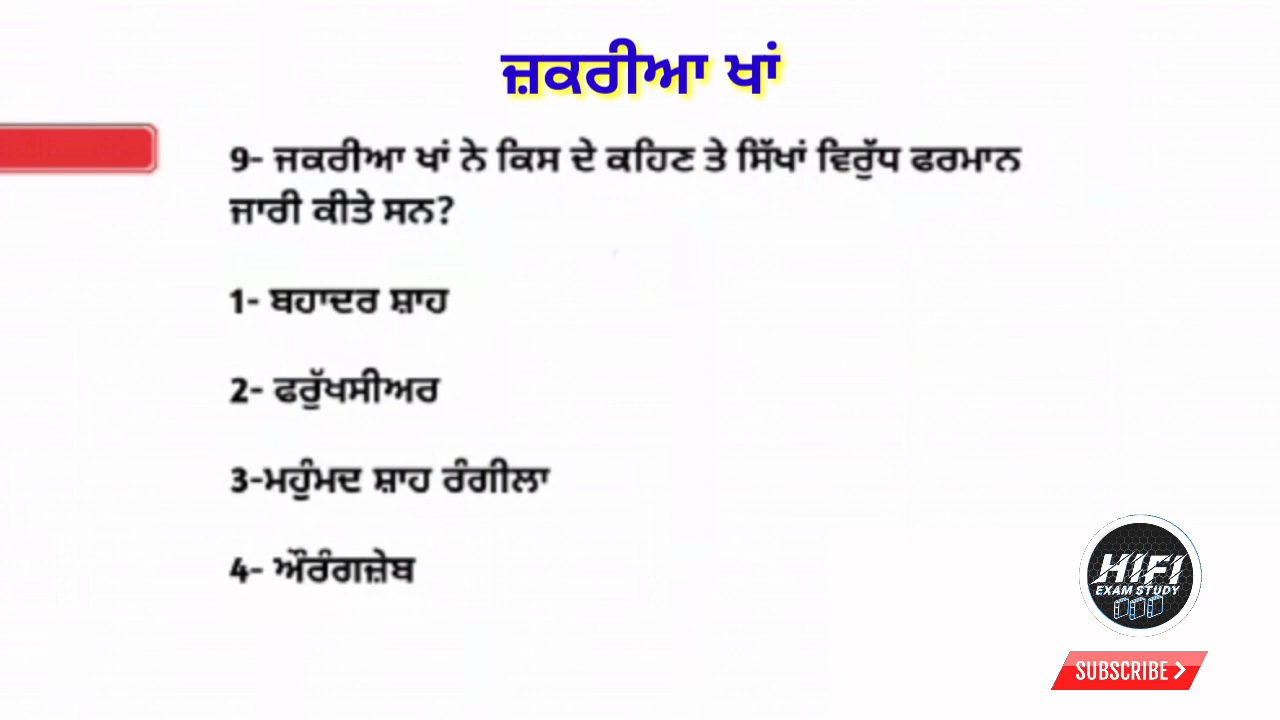 ਜ਼ਕਰੀਆ ਖਾਂ
9- ਜਕਰੀਆ ਖਾਂ ਨੇ ਕਿਸ ਦੇ ਕਹਿਣ ਤੇ ਸਿੱਖਾਂ ਵਿਰੁੱਧ ਫਰਮਾਨ
ਜਾਰੀ ਕੀਤੇ ਸਨ?
1- ਬਹਾਦਰ ਸ਼ਾਹ
2- ਫਰੁੱਖਸੀਅਰ
3-ਮਹੁੰਮਦ ਸ਼ਾਹ ਰੰਗੀਲਾ
4- ਔਰੰਗਜ਼ੇਬ
HIFI
EXAM STUDY
SUBSCRIBE